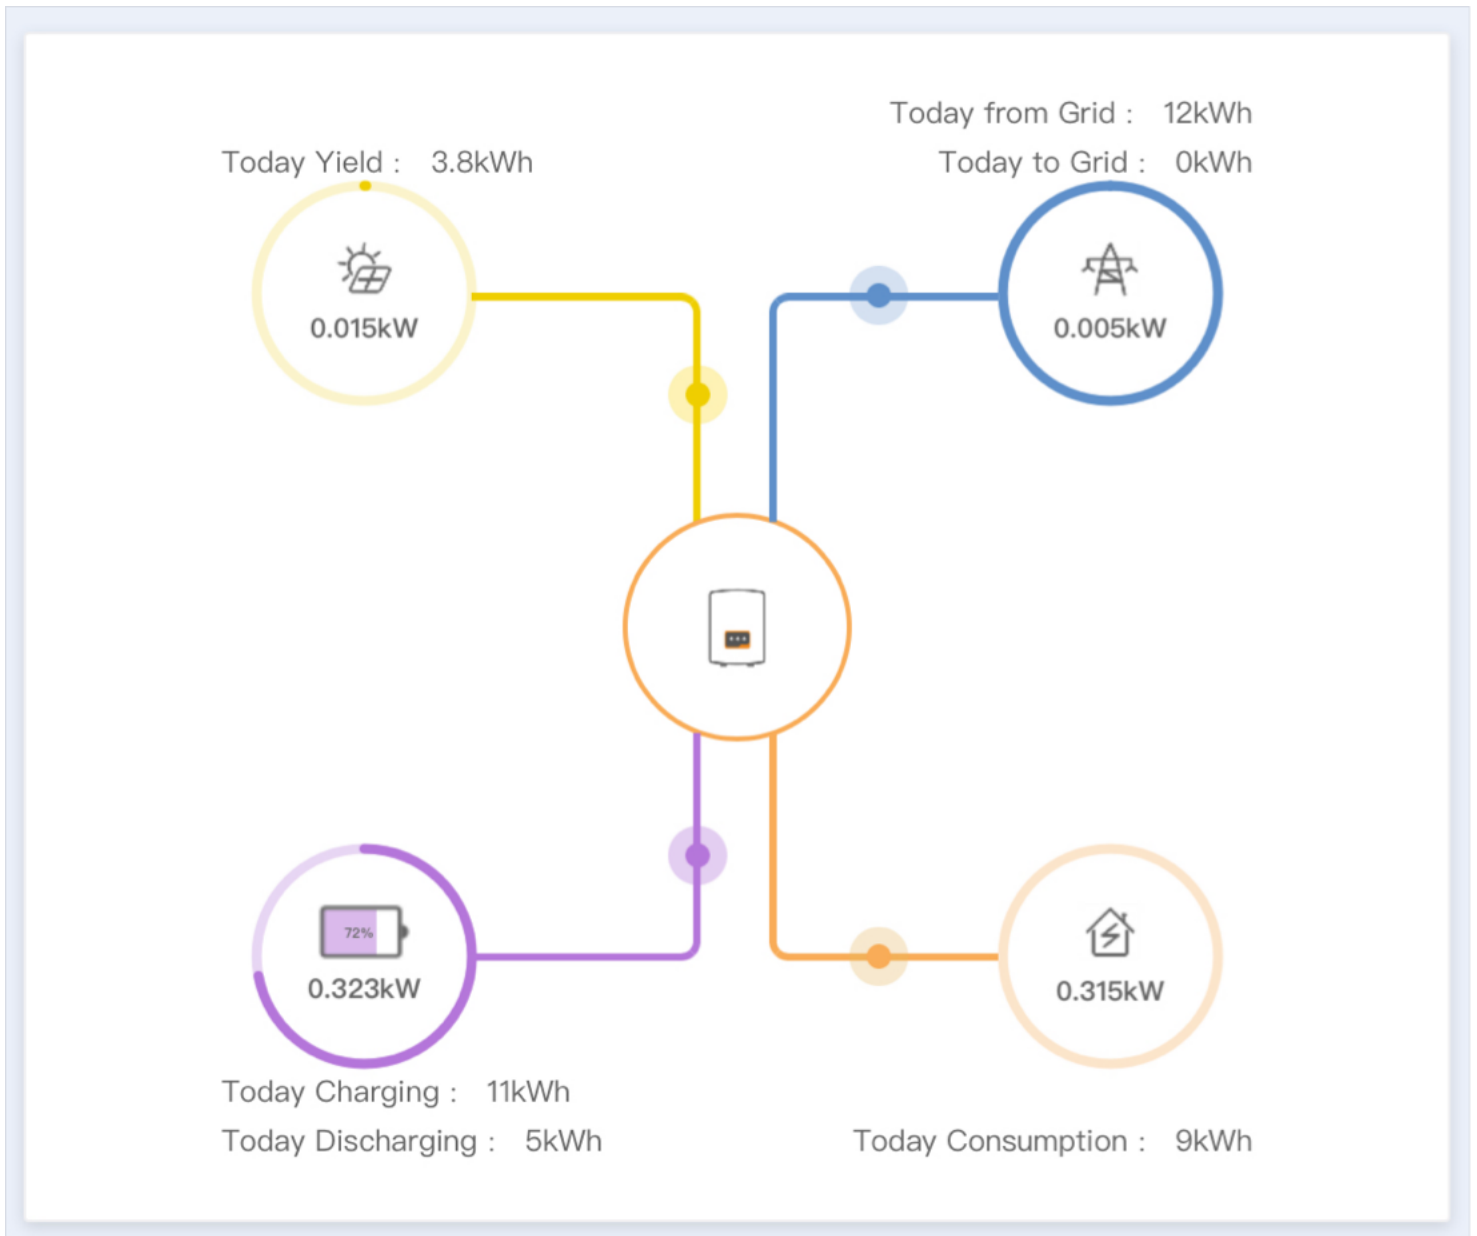 Today from Grid : 12kWh
Today Yield : 3.8kWh
Today to Grid : 0kWh
0.015kW
0.005kW
72%
0.323kW
0.315kW
Today Charging : 11kWh
Today Discharging : 5kWh
Today Consumption : 9kWh